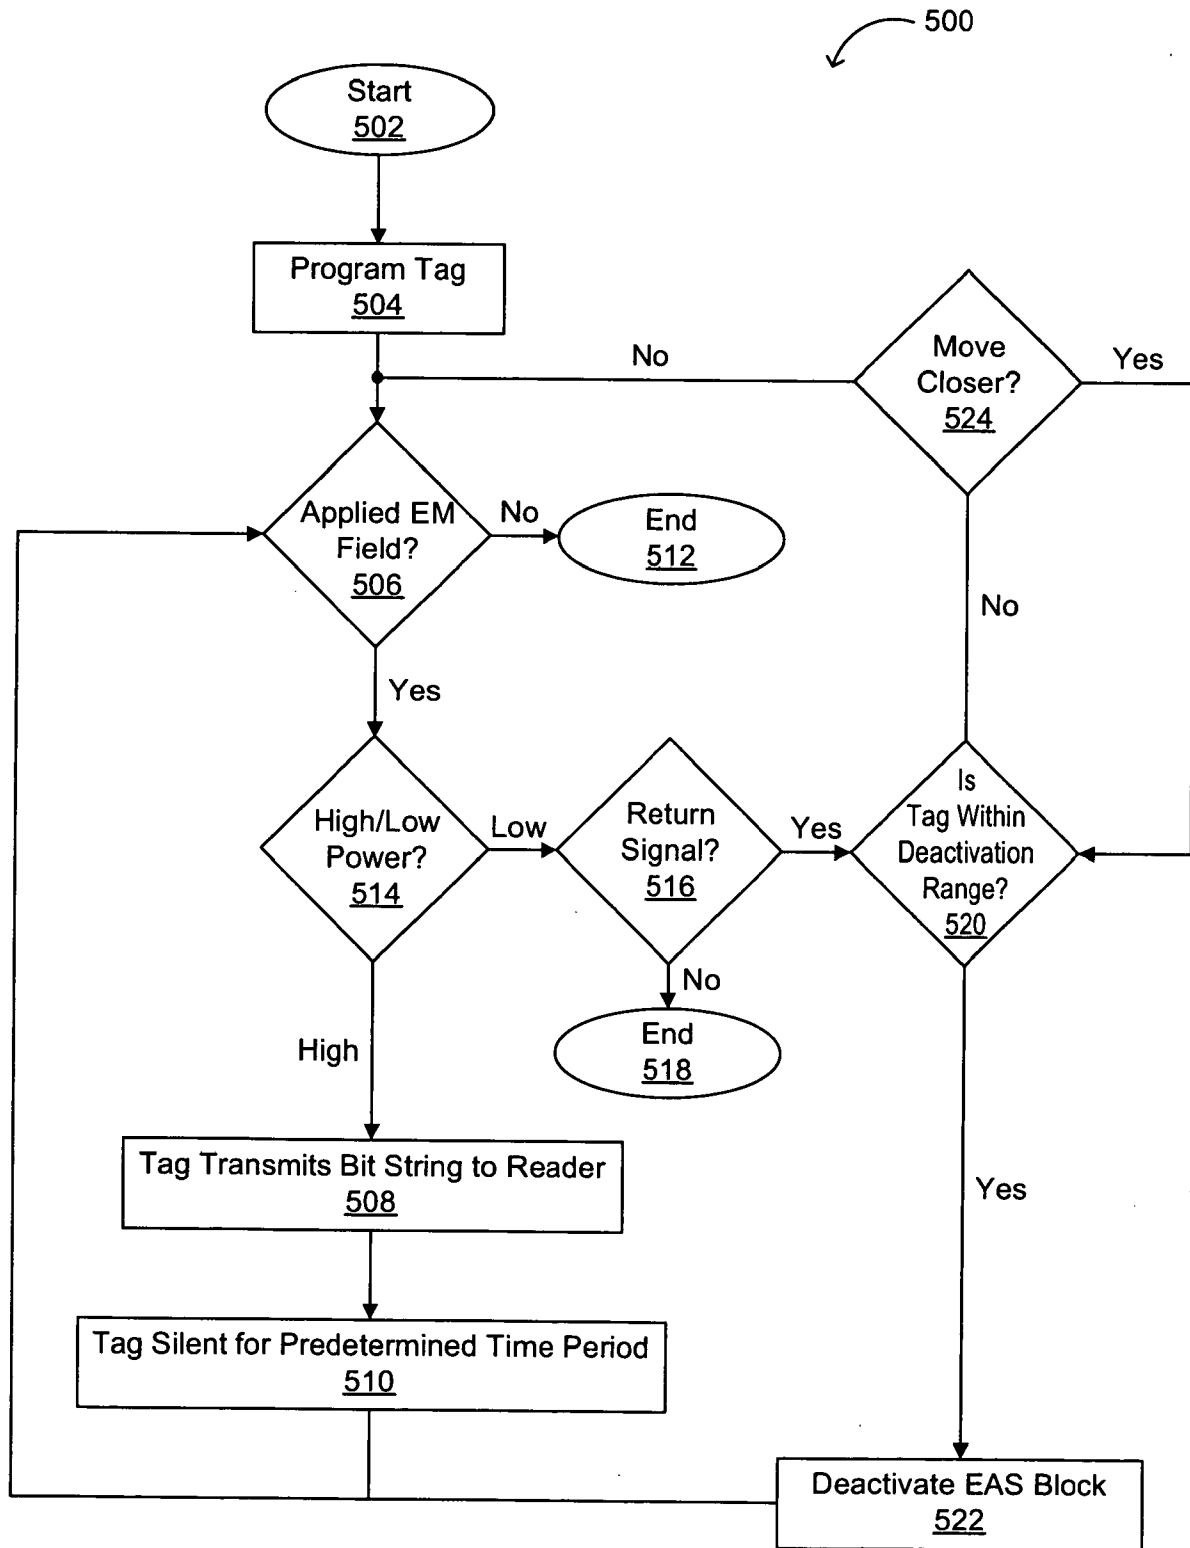 500
Start
502
Program Tag
504
No
Move
Closer?
524
Yes
Applied EM
Field?
506
No
End
512
No
Yes
High/Low
Power?
514
Low
Return
Signal?
516
Yes
Is
Tag Within
Deactivation
Range?
520
No
End
518
High
Yes
Tag Transmits Bit String to Reader
508
Tag Silent for Predetermined Time Period
510
Deactivate EAS Block
522